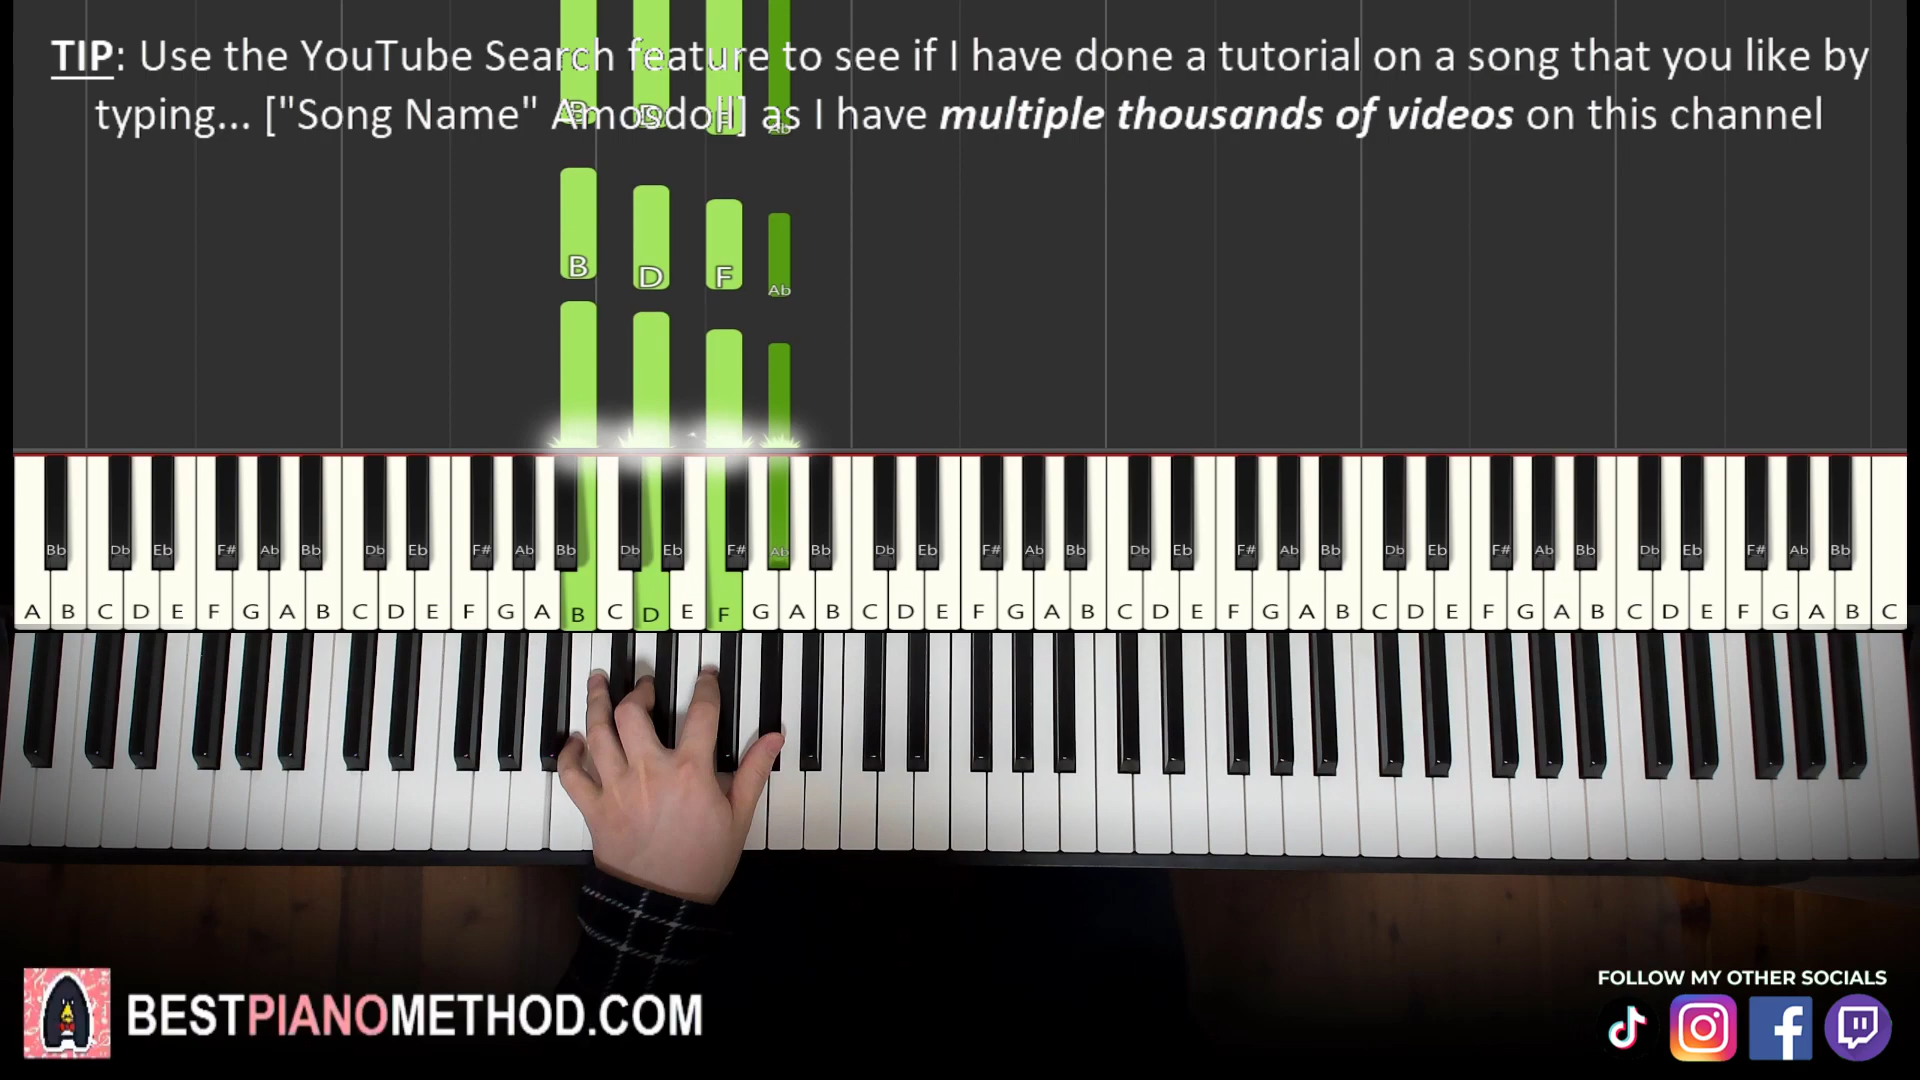 TIP: Use the YouTube Search feature to see if I have done a tutorial on a song that you like by
typing... ["Song Name" Amosdoll] as I have multiple thousands of videos on this channel
B D F Ab
B D F Ab
Bb Db Eb F# Ab Bb Db Eb F# Ab Bb Db Eb F# Ab Bb Db Eb F# Ab Bb Db Eb F# Ab Bb Db Eb F# Ab Bb Db Eb F# Ab Bb
A B C D E F G A B C D E F G A B C D E F G A B C D E F G A B C D E F G A B C D E F G A B C D E F G A B C
FOLLOW MY OTHER SOCIALS
BESTPIANOMETHOD.COM